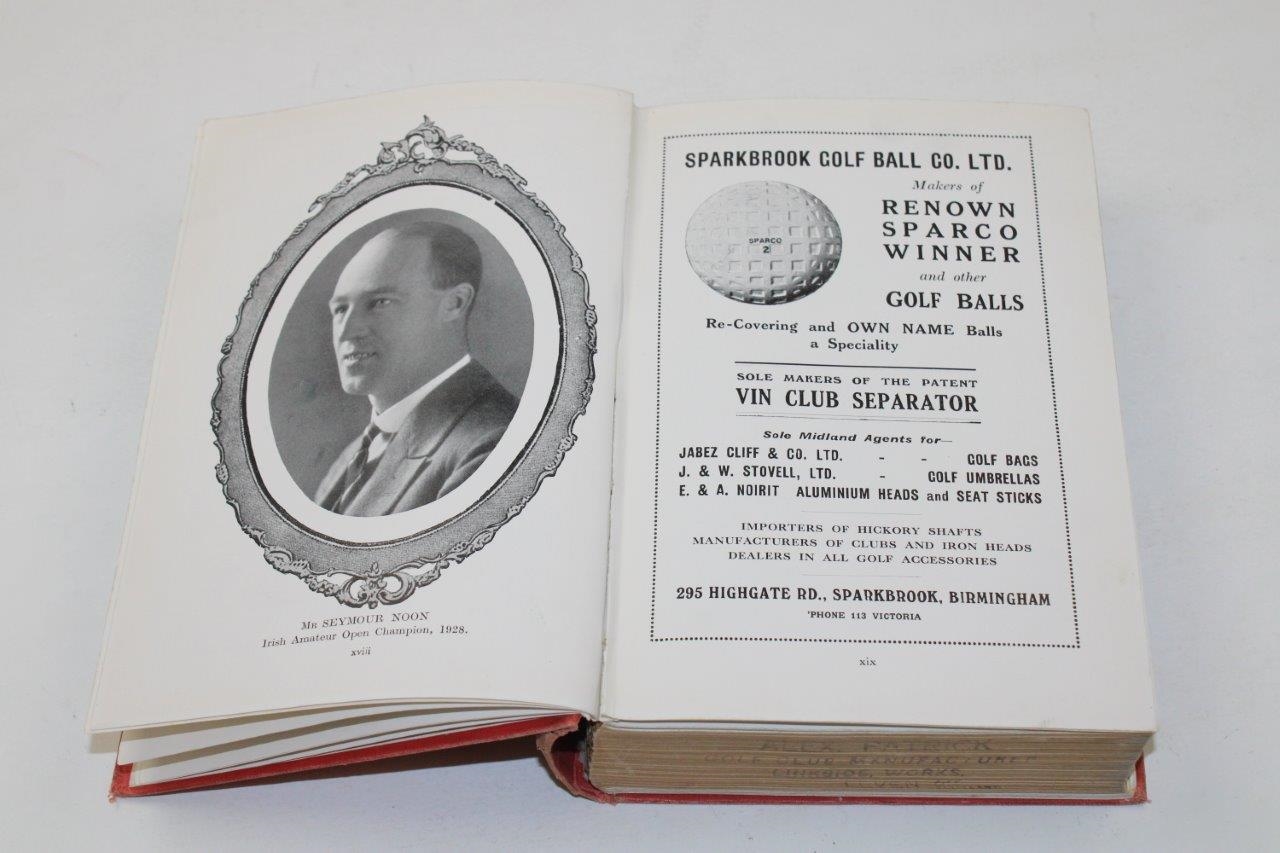 Mr SEYMOUR NOON
Irish Amateur Open Champion, 1928.
xviii
SPARKBROOK GOLF BALL CO. LTD.
Makers of
RENOWN
SPARCO
WINNER
and other
GOLF BALLS
SPARCO
2
Re-Covering and OWN NAME Balls
a Speciality
SOLE MAKERS OF THE PATENT
VIN CLUB SEPARATOR
Sole Midland Agents for—
JABEZ CLIFF & CO. LTD. - - GOLF BAGS
J. & W. STOVELL, LTD. - GOLF UMBRELLAS
E. & A. NOIRIT ALUMINIUM HEADS and SEAT STICKS
IMPORTERS OF HICKORY SHAFTS
MANUFACTURERS OF CLUBS AND IRON HEADS
DEALERS IN ALL GOLF ACCESSORIES
295 HIGHGATE RD., SPARKBROOK, BIRMINGHAM
'PHONE 113 VICTORIA
xix
ALEX. PATRICK
GOLF CLUB MANUFACTURER
LINKSIDE, WORKS,
LEVEN